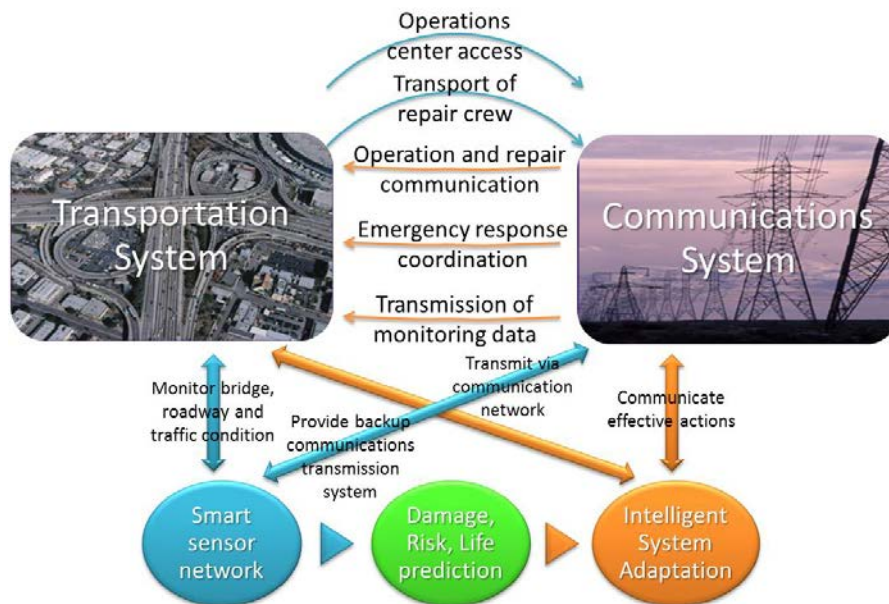 Operations
center access
Transport of
repair crew
Operation and repair
communication
Transportation
System
Emergency response
coordination
Communications
System
Transmission of
monitoring data
Monitor bridge,
roadway and
traffic condition
Provide backup
communications
transmission
system
Transmit via
communication
network
Communicate
effective actions
Smart
sensor
network
Damage,
Risk, Life
prediction
Intelligent
System
Adaptation